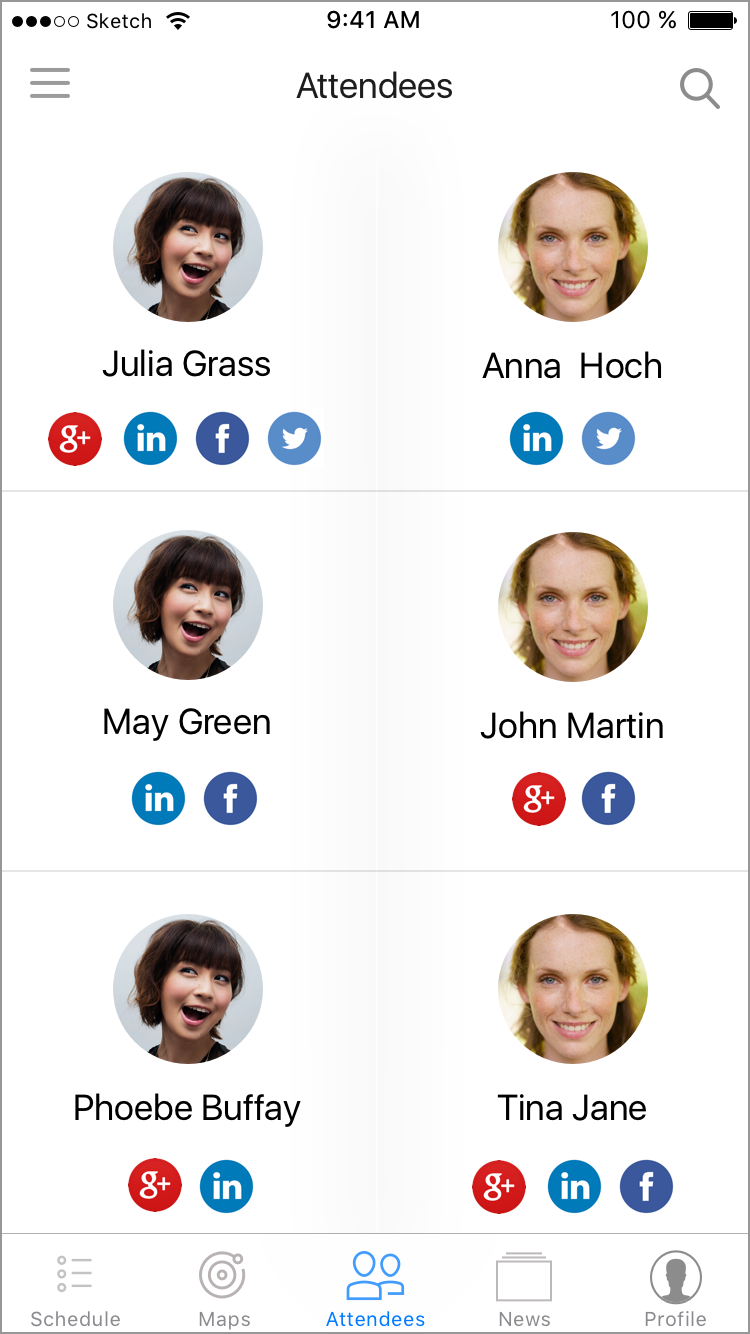 Sketch 9:41 AM 100 %
Attendees
Julia Grass Anna Hoch
g+ in f in
May Green John Martin
in f g+ f
Phoebe Buffay Tina Jane
g+ in g+ in f
Schedule Maps Attendees News Profile